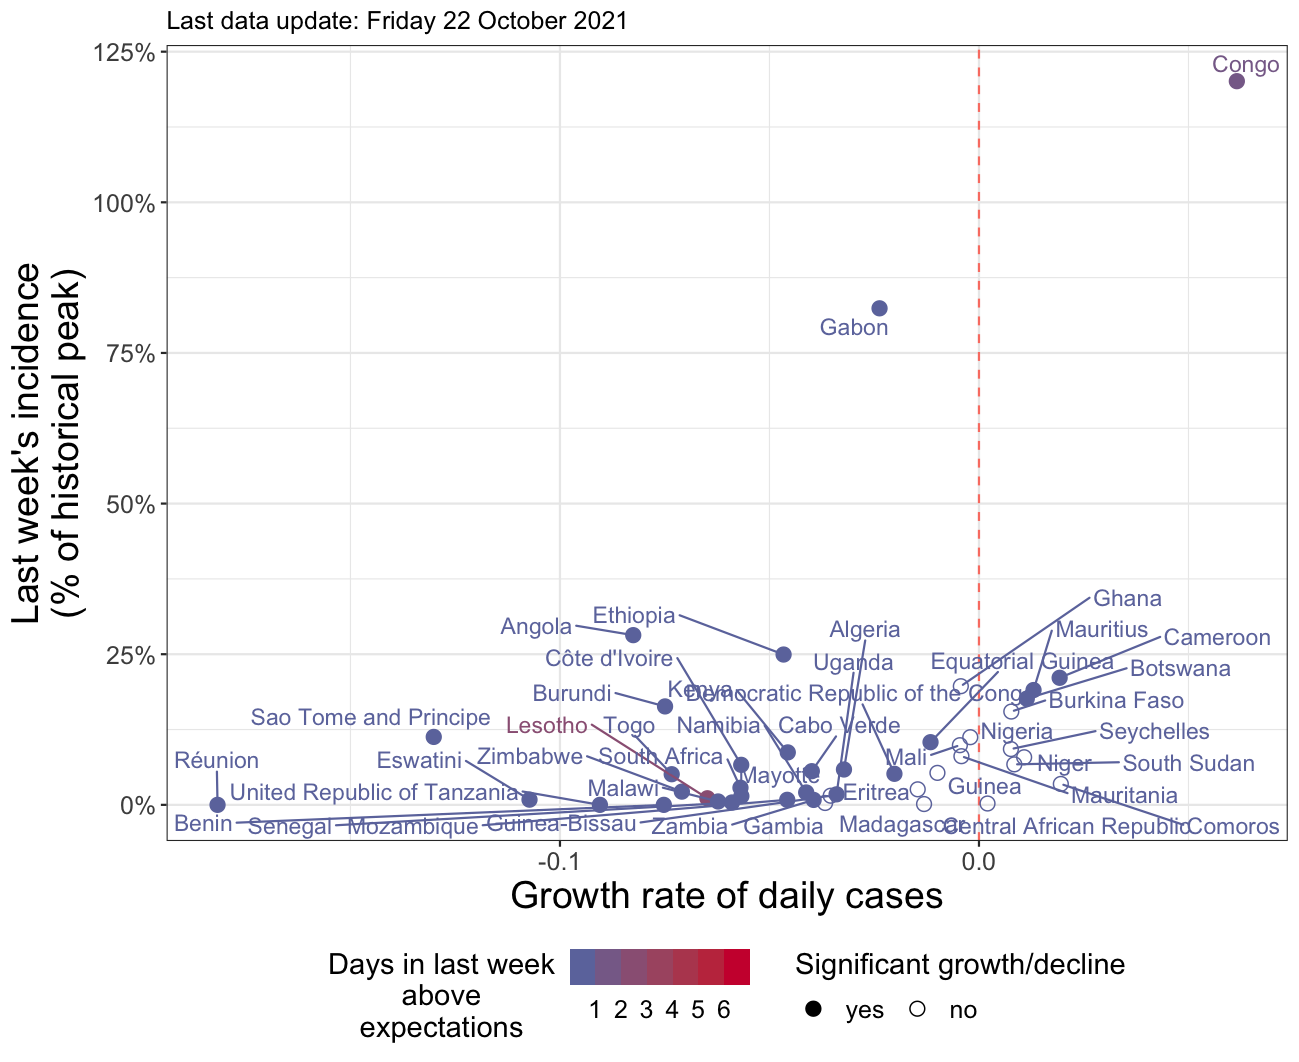 Last data update: Friday 22 October 2021
125%
100%
75%
50%
25%
0%
Last week's incidence
(% of historical peak)
Congo
Gabon
Ghana
Ethiopia
Angola
Algeria
Mauritius
Cameroon
Côte d'Ivoire
Uganda
Equatorial Guinea
Botswana
Burundi
Kenya
Democratic Republic of the Congo
Burkina Faso
Sao Tome and Principe
Lesotho
Togo
Namibia
Cabo Verde
Nigeria
Seychelles
Réunion
Eswatini
Zimbabwe
South Africa
Mali
Niger
South Sudan
United Republic of Tanzania
Malawi
Mayotte
Eritrea
Guinea
Mauritania
Benin
Senegal
Mozambique
Guinea-Bissau
Zambia
Gambia
Madagascar
Central African Republic
Comoros
-0.1
0.0
Growth rate of daily cases
Days in last week
above
expectations
1 2 3 4 5 6
Significant growth/decline
yes
no